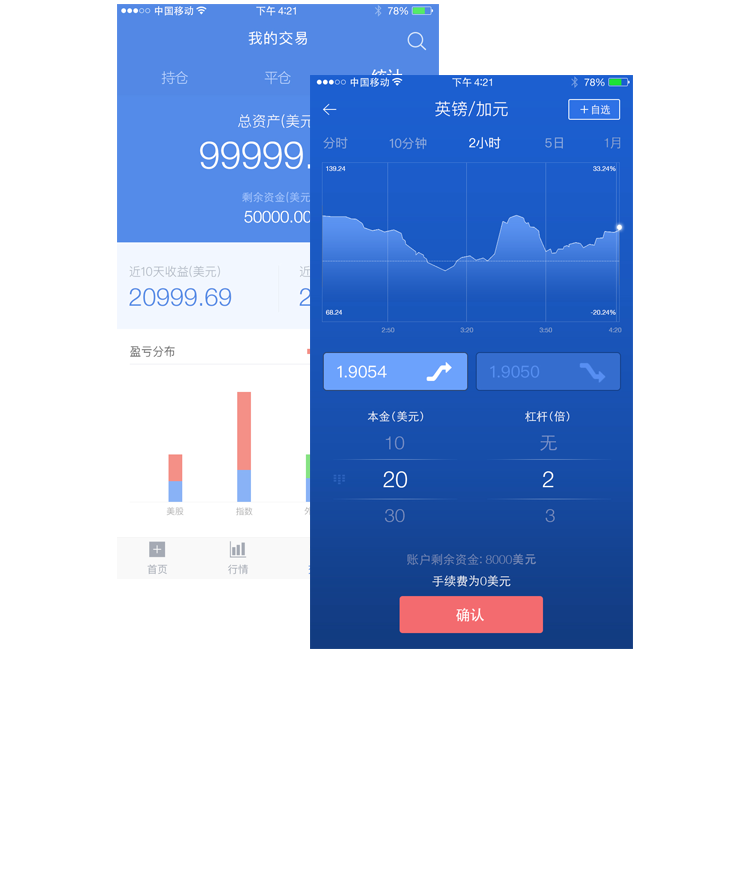 中国移动 下午 4:21 78%
我的交易
持仓 平仓 统计
总资产(美元
99999.
剩余资金(美元
50000.00
近10天收益(美元) 近
20999.69 2
盈亏分布
美股 指数 外
首页 行情
中国移动 下午 4:21 78%
英镑/加元 +自选
分时 10分钟 2小时 5日 1月
139.24 33.24%
68.24 -20.24%
2:50 3:20 3:50 4:20
1.9054 1.9050
本金(美元) 杠杆(倍)
10 无
20 2
30 3
账户剩余资金: 8000美元
手续费为0美元
确认